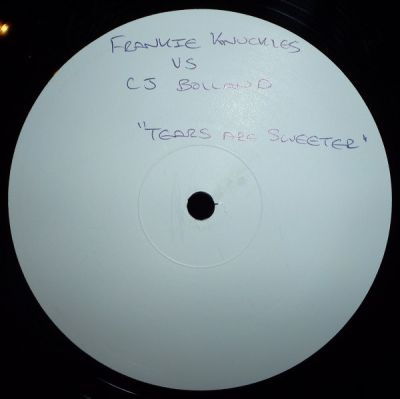 FRANKIE KNUCKLES
VS
CJ BOLLAND
"TEARS ARE SWEETER"